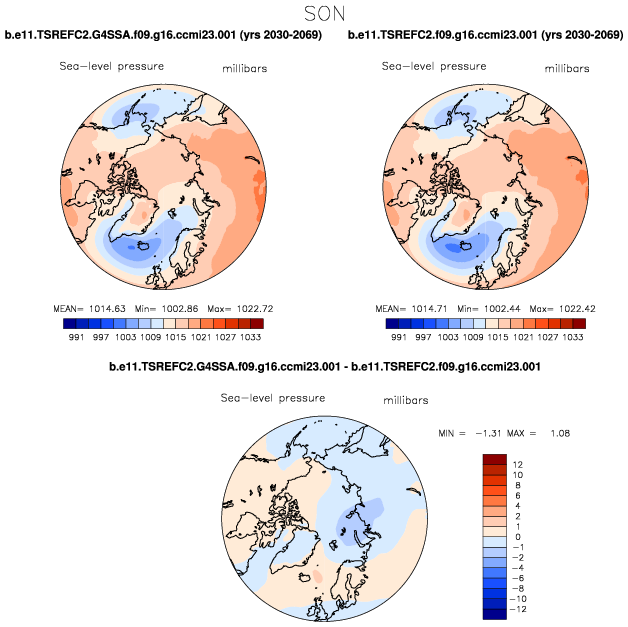 SON
b.e11.TSREFC2.G4SSA.f09.g16.ccmi23.001 (yrs 2030-2069)
b.e11.TSREFC2.f09.g16.ccmi23.001 (yrs 2030-2069)
Sea-level pressure millibars
Sea-level pressure millibars
MEAN= 1014.63 Min= 1002.86 Max= 1022.72
MEAN= 1014.71 Min= 1002.44 Max= 1022.42
991 997 1003 1009 1015 1021 1027 1033
991 997 1003 1009 1015 1021 1027 1033
b.e11.TSREFC2.G4SSA.f09.g16.ccmi23.001 - b.e11.TSREFC2.f09.g16.ccmi23.001
Sea-level pressure millibars
MIN = -1.31 MAX = 1.08
12
10
8
6
4
2
1
0
-1
-2
-4
-6
-8
-10
-12